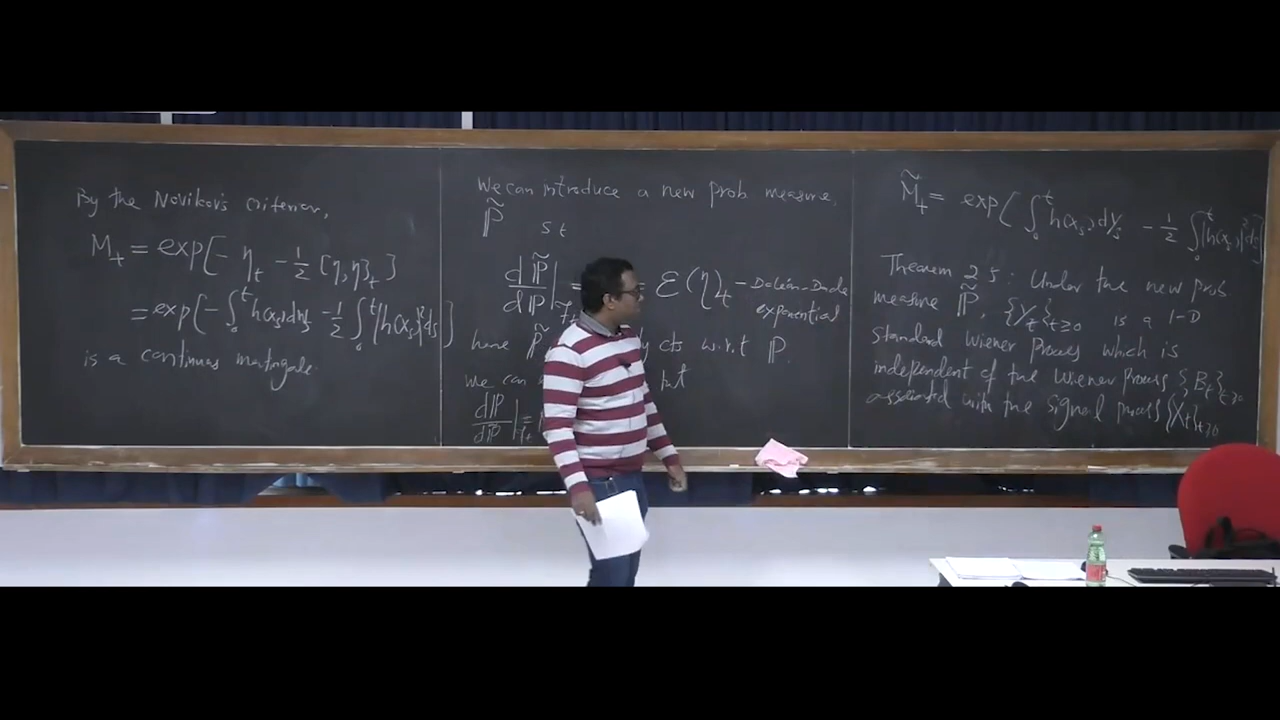 By the Novikov's criterion,
M_t = exp[- η_t - 1/2 [η,η]_t]
= exp[- ∫_0^t h(X_s)dη_s - 1/2 ∫_0^t |h(X_s)|^2 ds]
is a continuous martingale.
We can introduce a new prob measure,
P̃ s t
dP̃/dP |_{F_t} = = Ɛ(η)_t - Doléan-Dade
exponential
here P̃ cts w.r.t P.
we can
dP/dP̃ |_{F_t} =
M̃_t = exp[∫_0^t h(X_s)dY_s - 1/2 ∫_0^t |h(X_s)|^2 ds]
Theorem 2.5: Under the new prob
measure P̃, {Y_t}_{t≥0} is a 1-D
standard Wiener Process which is
independent of the Wiener Process {B_t}_{t≥0}
associated with the signal process {X_t}_{t≥0}